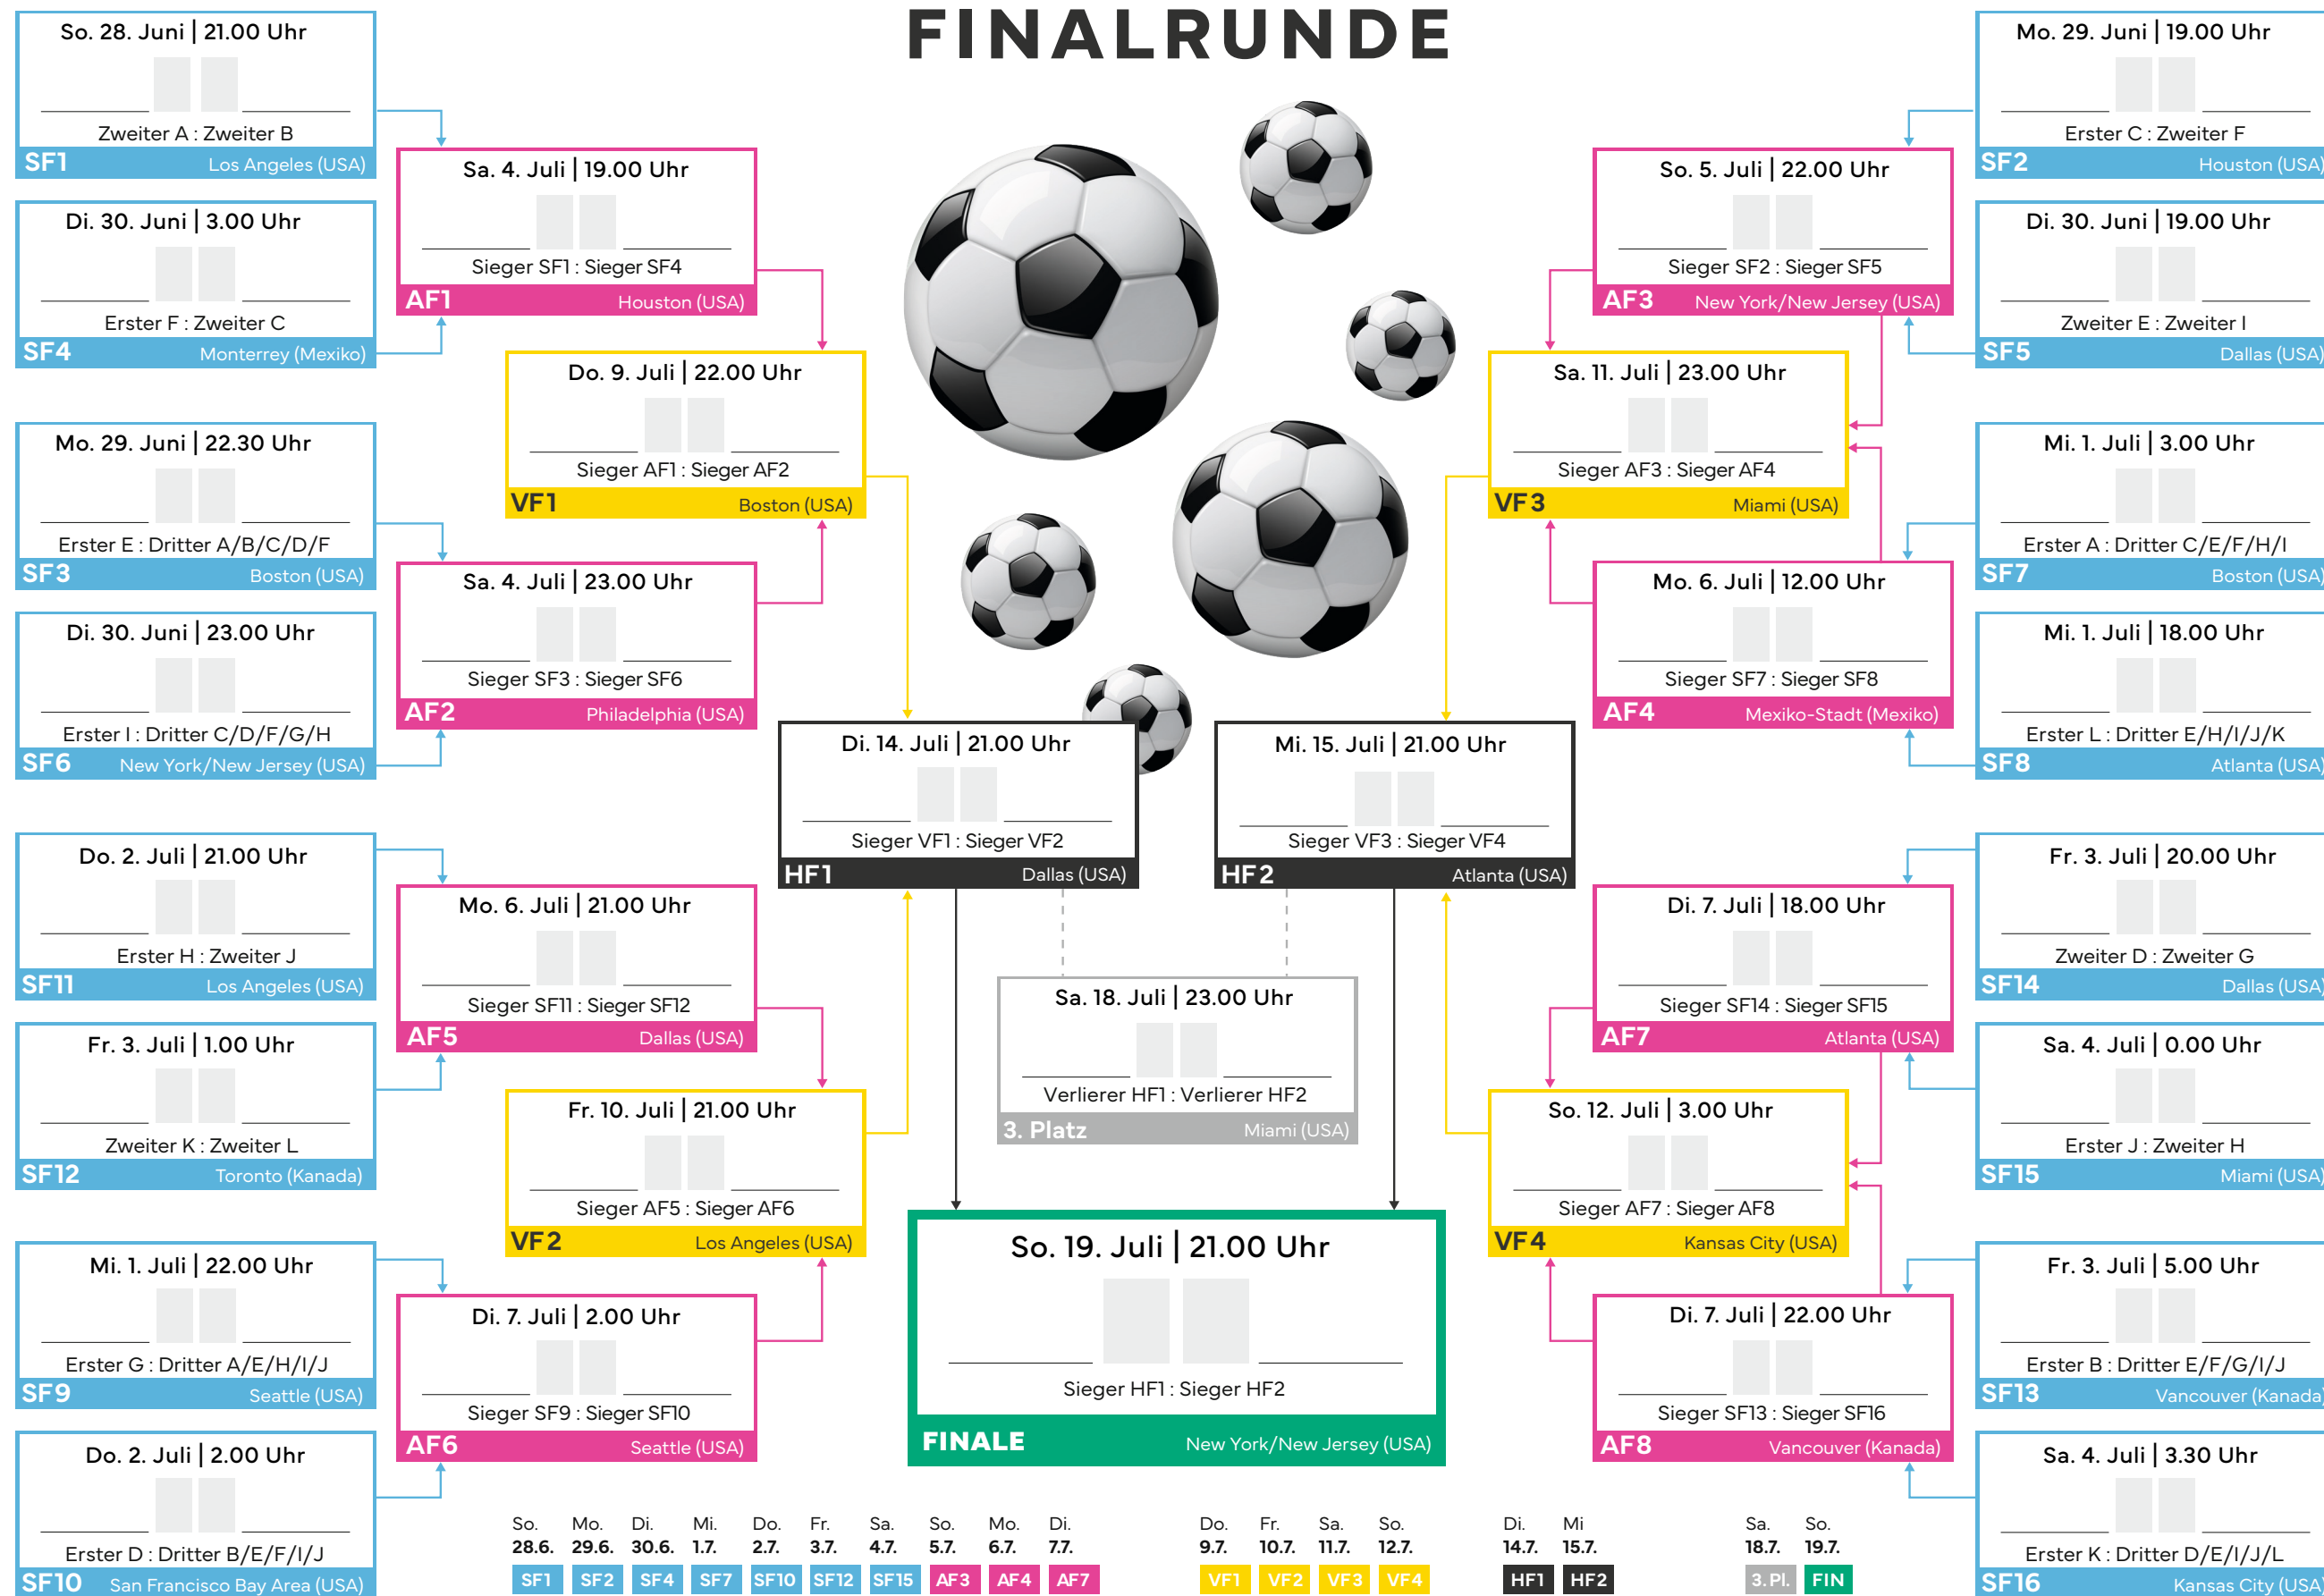 FINALRUNDE
So. 28. Juni | 21.00 Uhr
Zweiter A : Zweiter B
SF1 Los Angeles (USA)
Di. 30. Juni | 3.00 Uhr
Erster F : Zweiter C
SF4 Monterrey (Mexiko)
Mo. 29. Juni | 22.30 Uhr
Erster E : Dritter A/B/C/D/F
SF3 Boston (USA)
Di. 30. Juni | 23.00 Uhr
Erster I : Dritter C/D/F/G/H
SF6 New York/New Jersey (USA)
Do. 2. Juli | 21.00 Uhr
Erster H : Zweiter J
SF11 Los Angeles (USA)
Fr. 3. Juli | 1.00 Uhr
Zweiter K : Zweiter L
SF12 Toronto (Kanada)
Mi. 1. Juli | 22.00 Uhr
Erster G : Dritter A/E/H/I/J
SF9 Seattle (USA)
Do. 2. Juli | 2.00 Uhr
Erster D : Dritter B/E/F/I/J
SF10 San Francisco Bay Area (USA)
Sa. 4. Juli | 19.00 Uhr
Sieger SF1 : Sieger SF4
AF1 Houston (USA)
Sa. 4. Juli | 23.00 Uhr
Sieger SF3 : Sieger SF6
AF2 Philadelphia (USA)
Mo. 6. Juli | 21.00 Uhr
Sieger SF11 : Sieger SF12
AF5 Dallas (USA)
Di. 7. Juli | 2.00 Uhr
Sieger SF9 : Sieger SF10
AF6 Seattle (USA)
Do. 9. Juli | 22.00 Uhr
Sieger AF1 : Sieger AF2
VF1 Boston (USA)
Fr. 10. Juli | 21.00 Uhr
Sieger AF5 : Sieger AF6
VF2 Los Angeles (USA)
Di. 14. Juli | 21.00 Uhr
Sieger VF1 : Sieger VF2
HF1 Dallas (USA)
Mi. 15. Juli | 21.00 Uhr
Sieger VF3 : Sieger VF4
HF2 Atlanta (USA)
Sa. 18. Juli | 23.00 Uhr
Verlierer HF1 : Verlierer HF2
3. Platz Miami (USA)
So. 19. Juli | 21.00 Uhr
Sieger HF1 : Sieger HF2
FINALE New York/New Jersey (USA)
Sa. 11. Juli | 23.00 Uhr
Sieger AF3 : Sieger AF4
VF3 Miami (USA)
So. 12. Juli | 3.00 Uhr
Sieger AF7 : Sieger AF8
VF4 Kansas City (USA)
So. 5. Juli | 22.00 Uhr
Sieger SF2 : Sieger SF5
AF3 New York/New Jersey (USA)
Mo. 6. Juli | 12.00 Uhr
Sieger SF7 : Sieger SF8
AF4 Mexiko-Stadt (Mexiko)
Di. 7. Juli | 18.00 Uhr
Sieger SF14 : Sieger SF15
AF7 Atlanta (USA)
Di. 7. Juli | 22.00 Uhr
Sieger SF13 : Sieger SF16
AF8 Vancouver (Kanada)
Mo. 29. Juni | 19.00 Uhr
Erster C : Zweiter F
SF2 Houston (USA)
Di. 30. Juni | 19.00 Uhr
Zweiter E : Zweiter I
SF5 Dallas (USA)
Mi. 1. Juli | 3.00 Uhr
Erster A : Dritter C/E/F/H/I
SF7 Boston (USA)
Mi. 1. Juli | 18.00 Uhr
Erster L : Dritter E/H/I/J/K
SF8 Atlanta (USA)
Fr. 3. Juli | 20.00 Uhr
Zweiter D : Zweiter G
SF14 Dallas (USA)
Sa. 4. Juli | 0.00 Uhr
Erster J : Zweiter H
SF15 Miami (USA)
Fr. 3. Juli | 5.00 Uhr
Erster B : Dritter E/F/G/I/J
SF13 Vancouver (Kanada)
Sa. 4. Juli | 3.30 Uhr
Erster K : Dritter D/E/I/J/L
SF16 Kansas City (USA)
So. Mo. Di. Mi. Do. Fr. Sa. So. Mo. Di. Do. Fr. Sa. So. Di. Mi Sa. So.
28.6. 29.6. 30.6. 1.7. 2.7. 3.7. 4.7. 5.7. 6.7. 7.7. 9.7. 10.7. 11.7. 12.7. 14.7. 15.7. 18.7. 19.7.
SF1 SF2 SF4 SF7 SF10 SF12 SF15 AF3 AF4 AF7 VF1 VF2 VF3 VF4 HF1 HF2 3. Pl. FIN